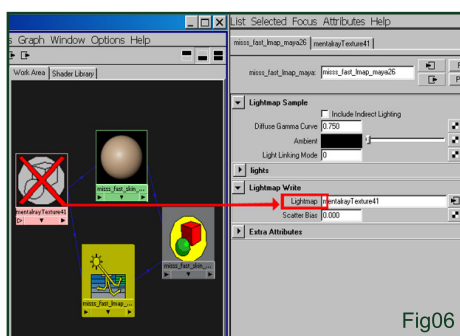 s Graph Window Options Help
Work Area Shader Library
misss_fast_skin_...
mentalrayTexture41
misss_fast_skin_...
misss_fast_lmap_...
List Selected Focus Attributes Help
misss_fast_lmap_maya26 mentalrayTexture41
misss_fast_lmap_maya: misss_fast_lmap_maya26
Lightmap Sample
Include Indirect Lighting
Diffuse Gamma Curve 0.750
Ambient
Light Linking Mode 0
lights
Lightmap Write
Lightmap mentalrayTexture41
Scatter Bias 0.000
Extra Attributes
Fig06